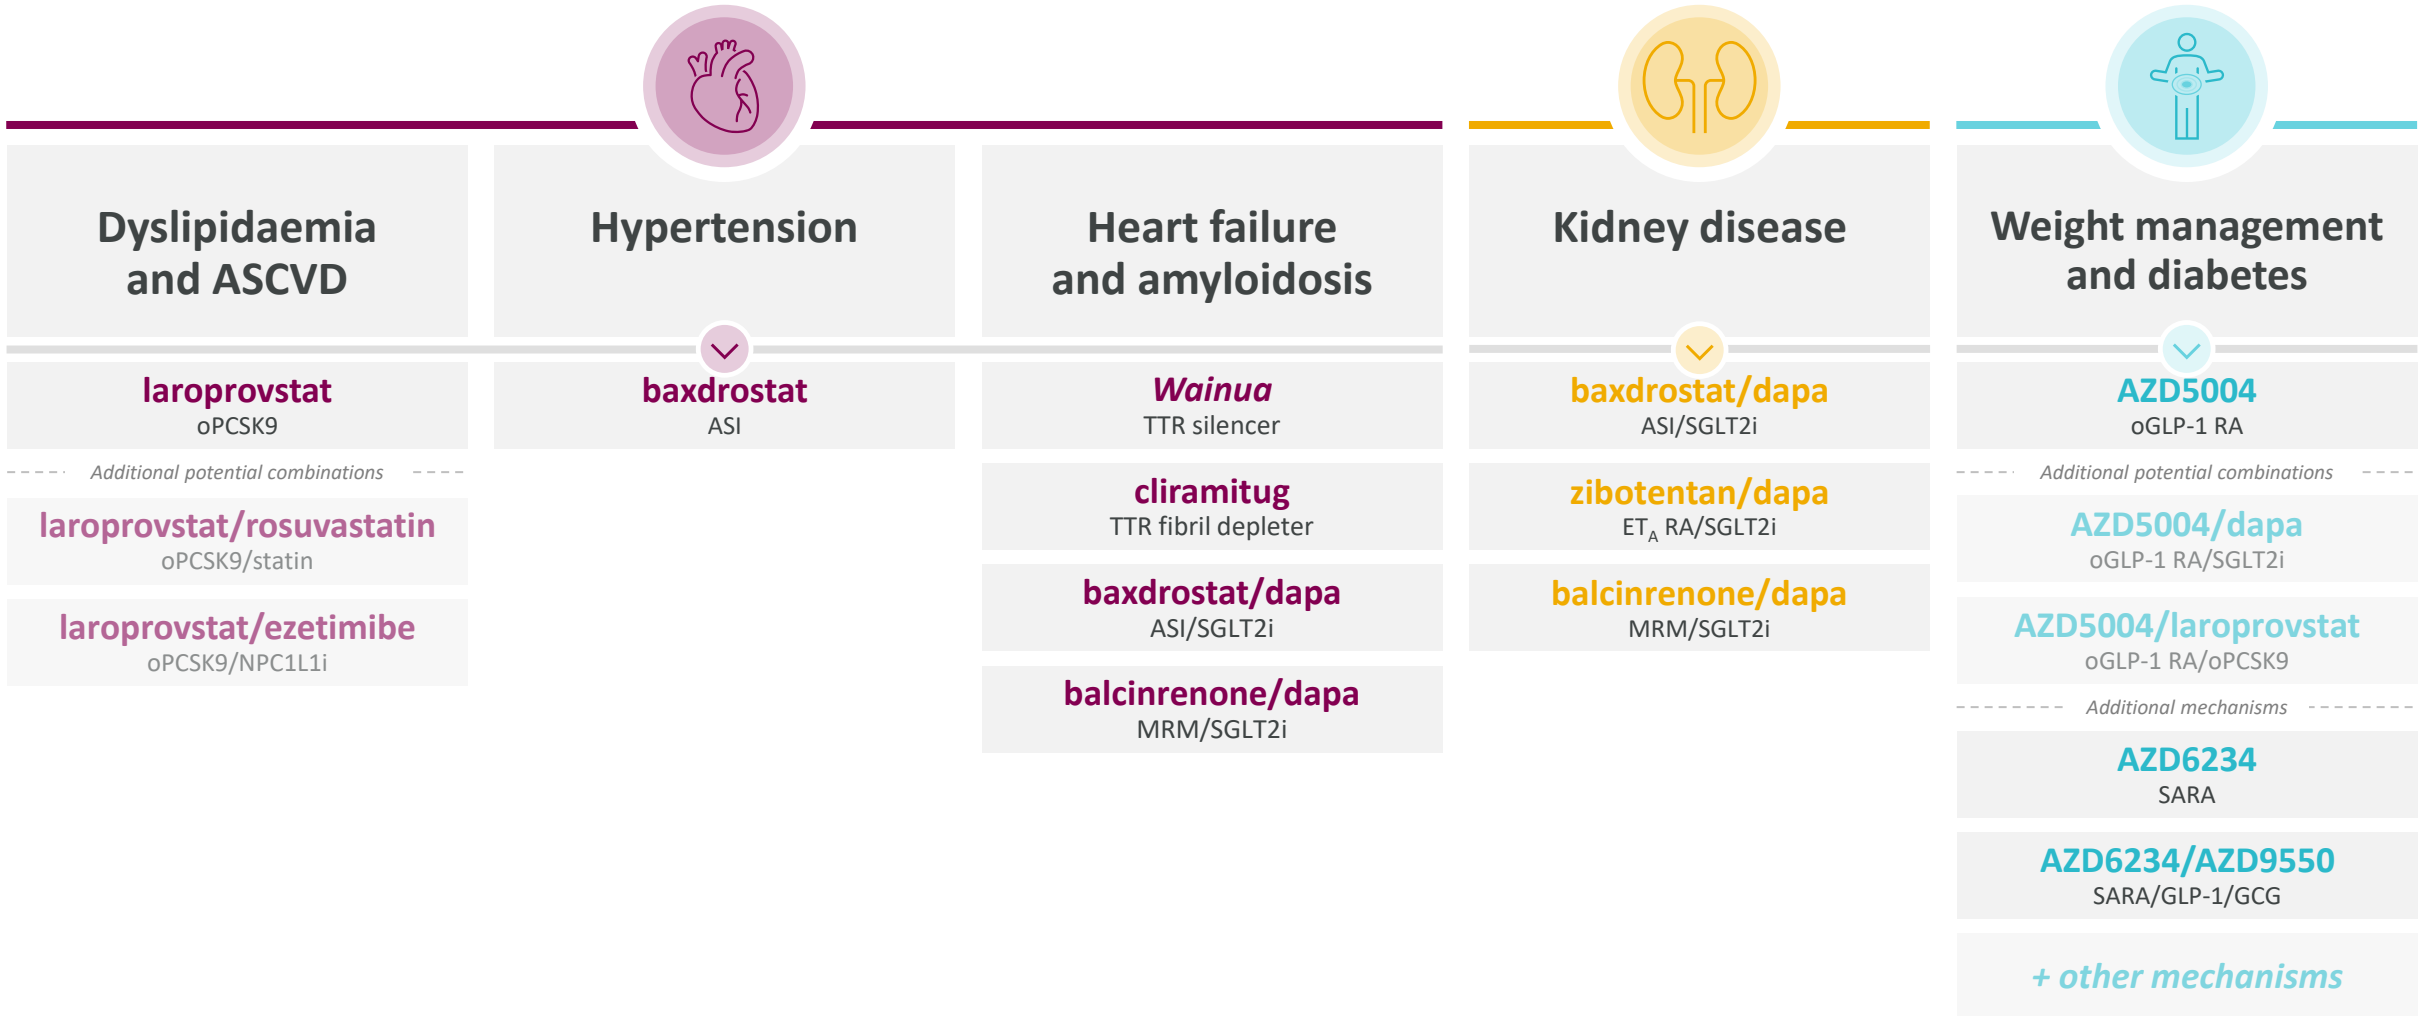 Dyslipidaemia
and ASCVD
laroprovstat
oPCSK9
Additional potential combinations
laroprovstat/rosuvastatin
oPCSK9/statin
laroprovstat/ezetimibe
oPCSK9/NPC1L1i
Hypertension
baxdrostat
ASI
Heart failure
and amyloidosis
Wainua
TTR silencer
cliramitug
TTR fibril depleter
baxdrostat/dapa
ASI/SGLT2i
balcinrenone/dapa
MRM/SGLT2i
Kidney disease
baxdrostat/dapa
ASI/SGLT2i
zibotentan/dapa
ETA RA/SGLT2i
balcinrenone/dapa
MRM/SGLT2i
Weight management
and diabetes
AZD5004
oGLP-1 RA
Additional potential combinations
AZD5004/dapa
oGLP-1 RA/SGLT2i
AZD5004/laroprovstat
oGLP-1 RA/oPCSK9
Additional mechanisms
AZD6234
SARA
AZD6234/AZD9550
SARA/GLP-1/GCG
+ other mechanisms